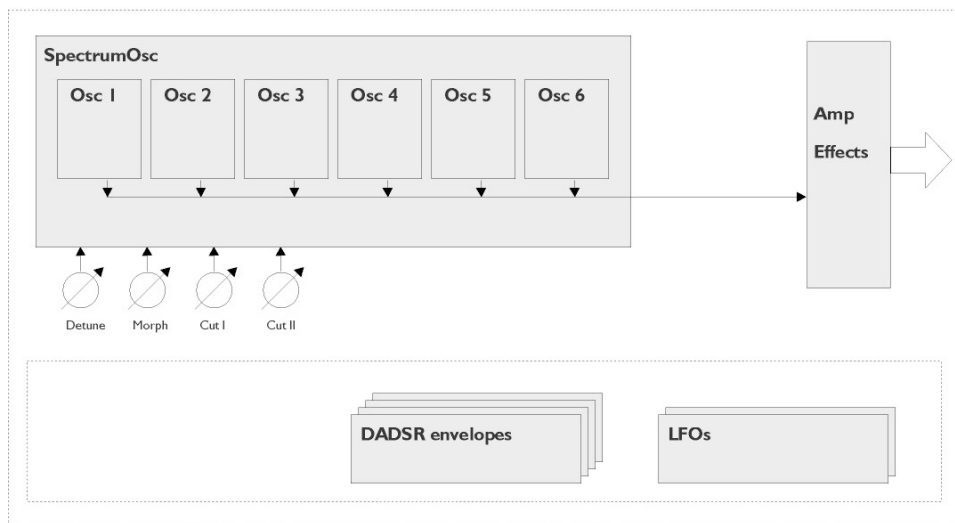 SpectrumOsc
Osc 1 Osc 2 Osc 3 Osc 4 Osc 5 Osc 6
Amp
Effects
Detune Morph Cut I Cut II
DADSR envelopes LFOs